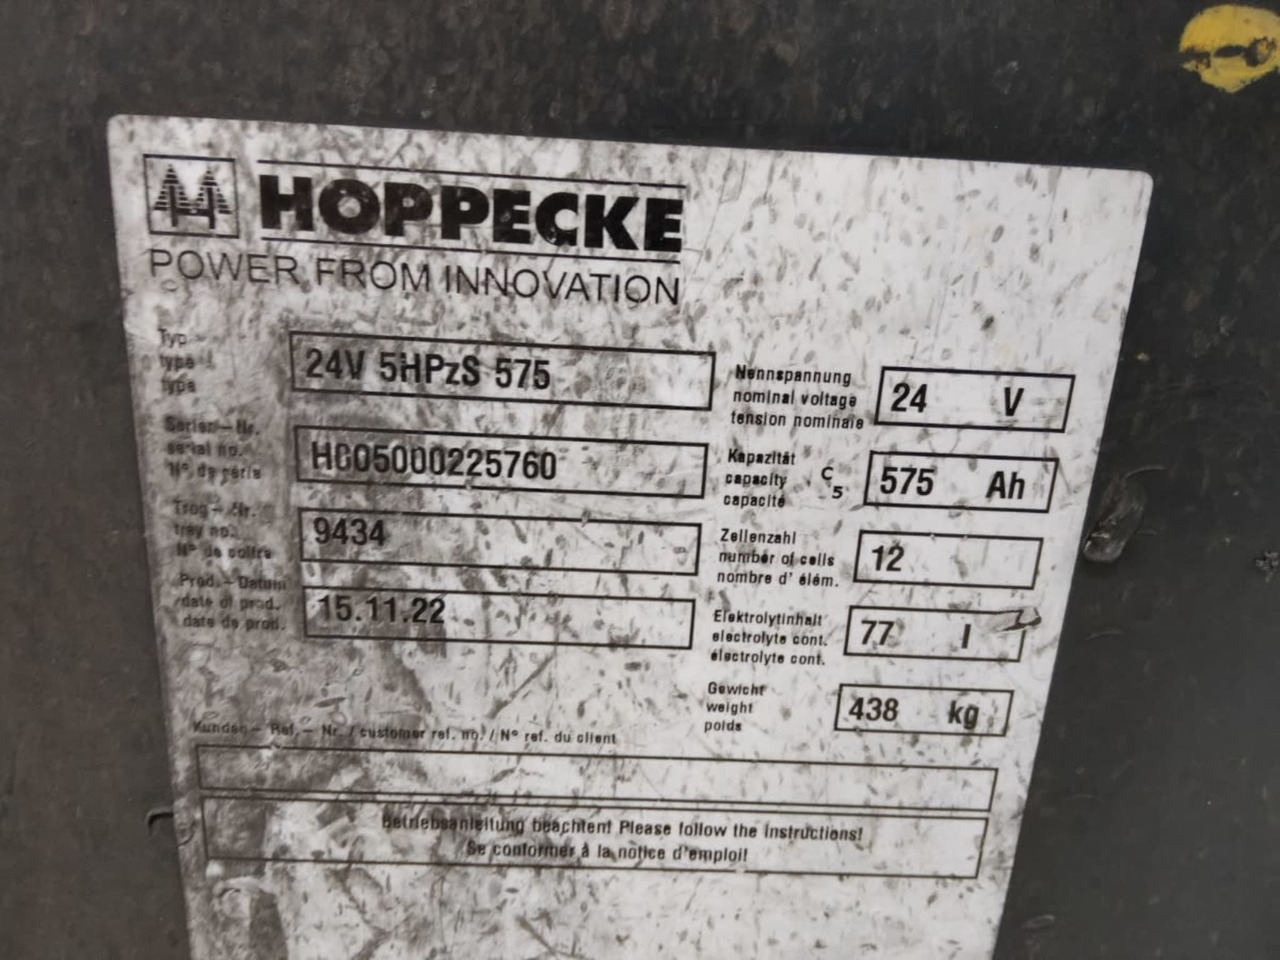 HOPPECKE
POWER FROM INNOVATION
Typ
type
type
24V 5HPzS 575
Serien-Nr.
serial no.
N° de série
HC05000225760
Trog-Nr.
tray no.
N° de coffre
9434
Prod.-Datum
date of prod.
date de prod.
15.11.22
Nennspannung
nominal voltage
tension nominale
24 V
Kapazität
capacity
capacité
C5
575 Ah
Zellenzahl
number of cells
nombre d' élém.
12
Elektrolytinhalt
electrolyte cont.
électrolyte cont.
77 l
Gewicht
weight
poids
438 kg
Kunden-Ref.-Nr. / customer ref. no. / N° ref. du client
Betriebsanleitung beachten! Please follow the instructions!
Se conformer à la notice d'emploi!